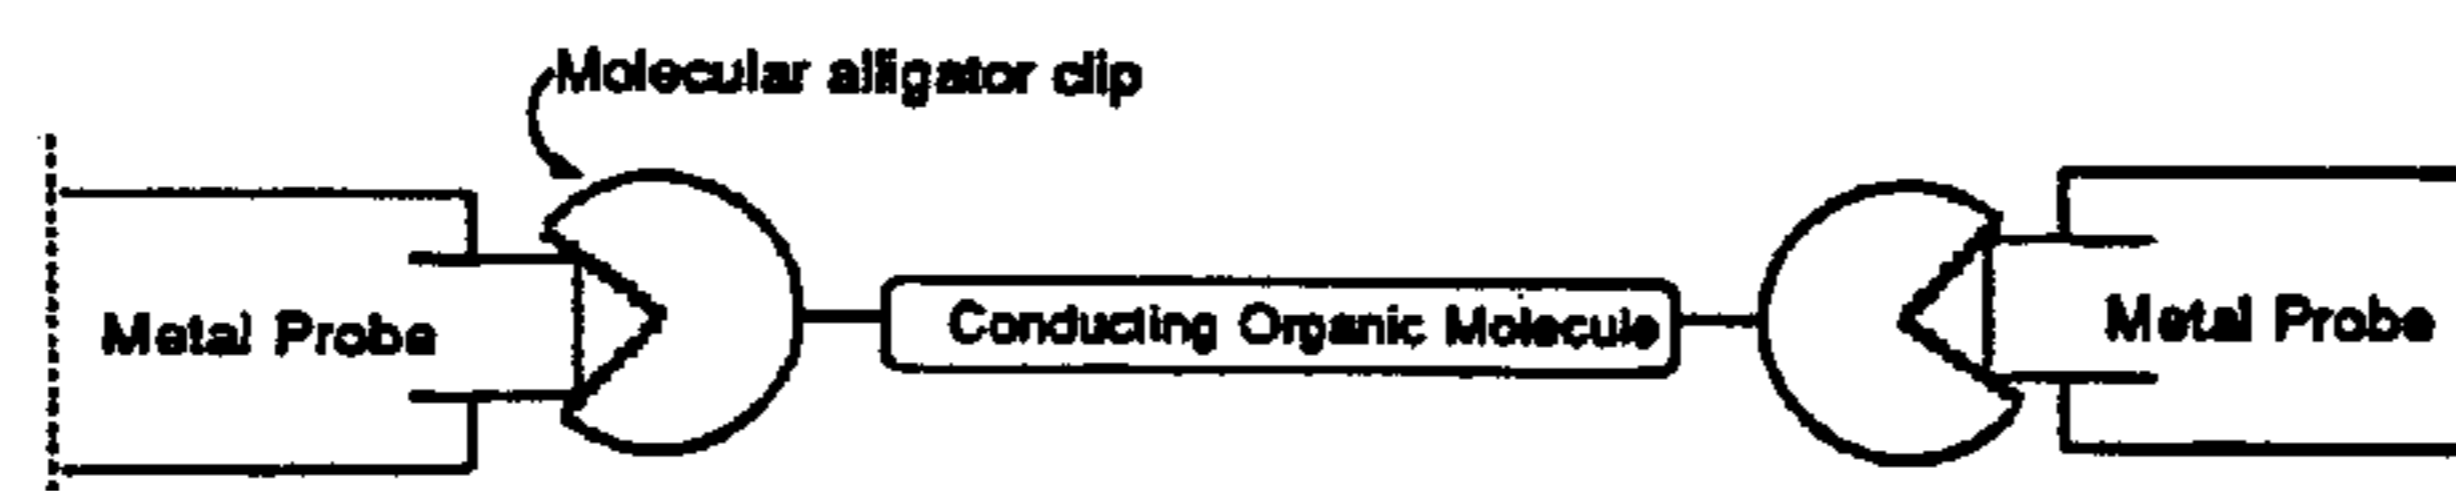 Molecular alligator clip
Metal Probe
Conducting Organic Molecule
Metal Probe